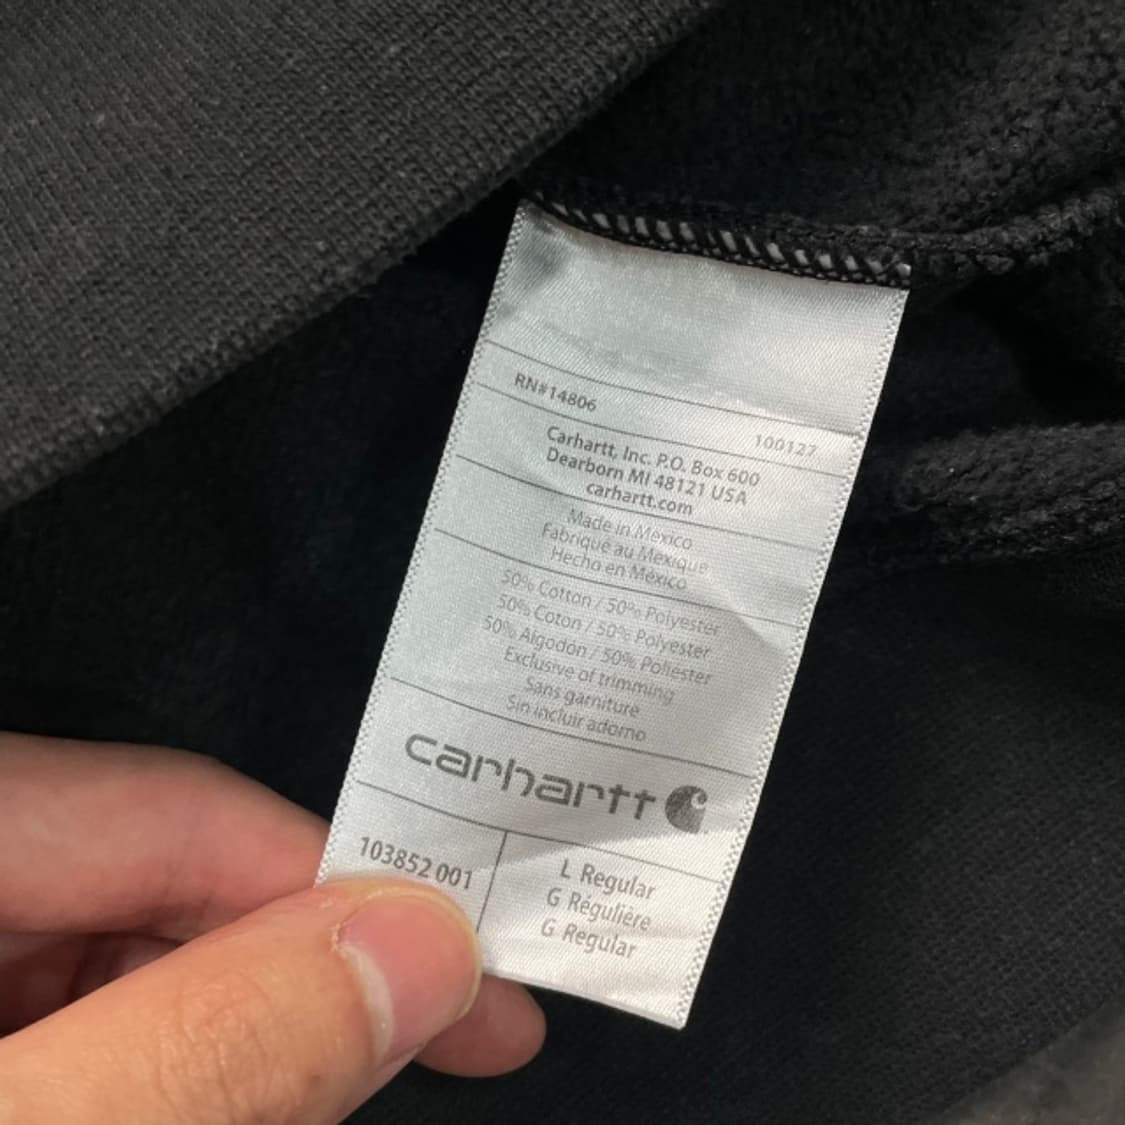 RN#14806
100127
Carhartt, Inc. P.O. Box 600
Dearborn MI 48121 USA
carhartt.com
Made in Mexico
Fabriqué au Mexique
Hecho en México
50% Cotton / 50% Polyester
50% Coton / 50% Polyester
50% Algodón / 50% Poliester
Exclusive of trimming
Sans garniture
Sin incluir adorno
carhartt
103852 001
L Regular
G Régulière
G Regular